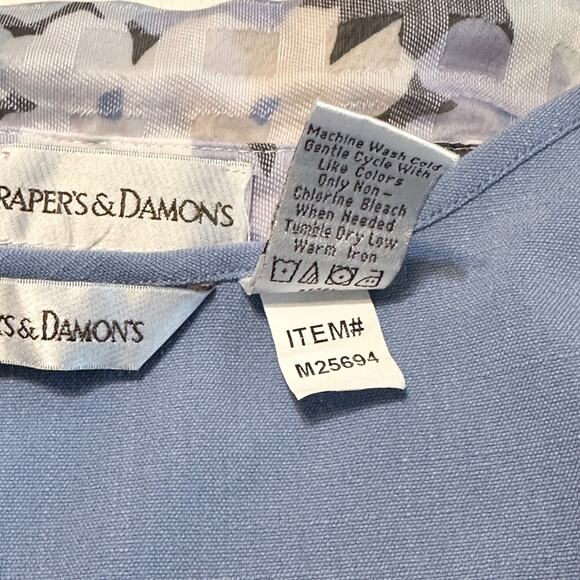 RAPER'S & DAMON'S
'S & DAMON'S
Machine Wash Cold
Gentle Cycle With
Like Colors
Only Non-
Chlorine Bleach
When Needed
Tumble Dry Low
Warm Iron
ITEM#
M25694